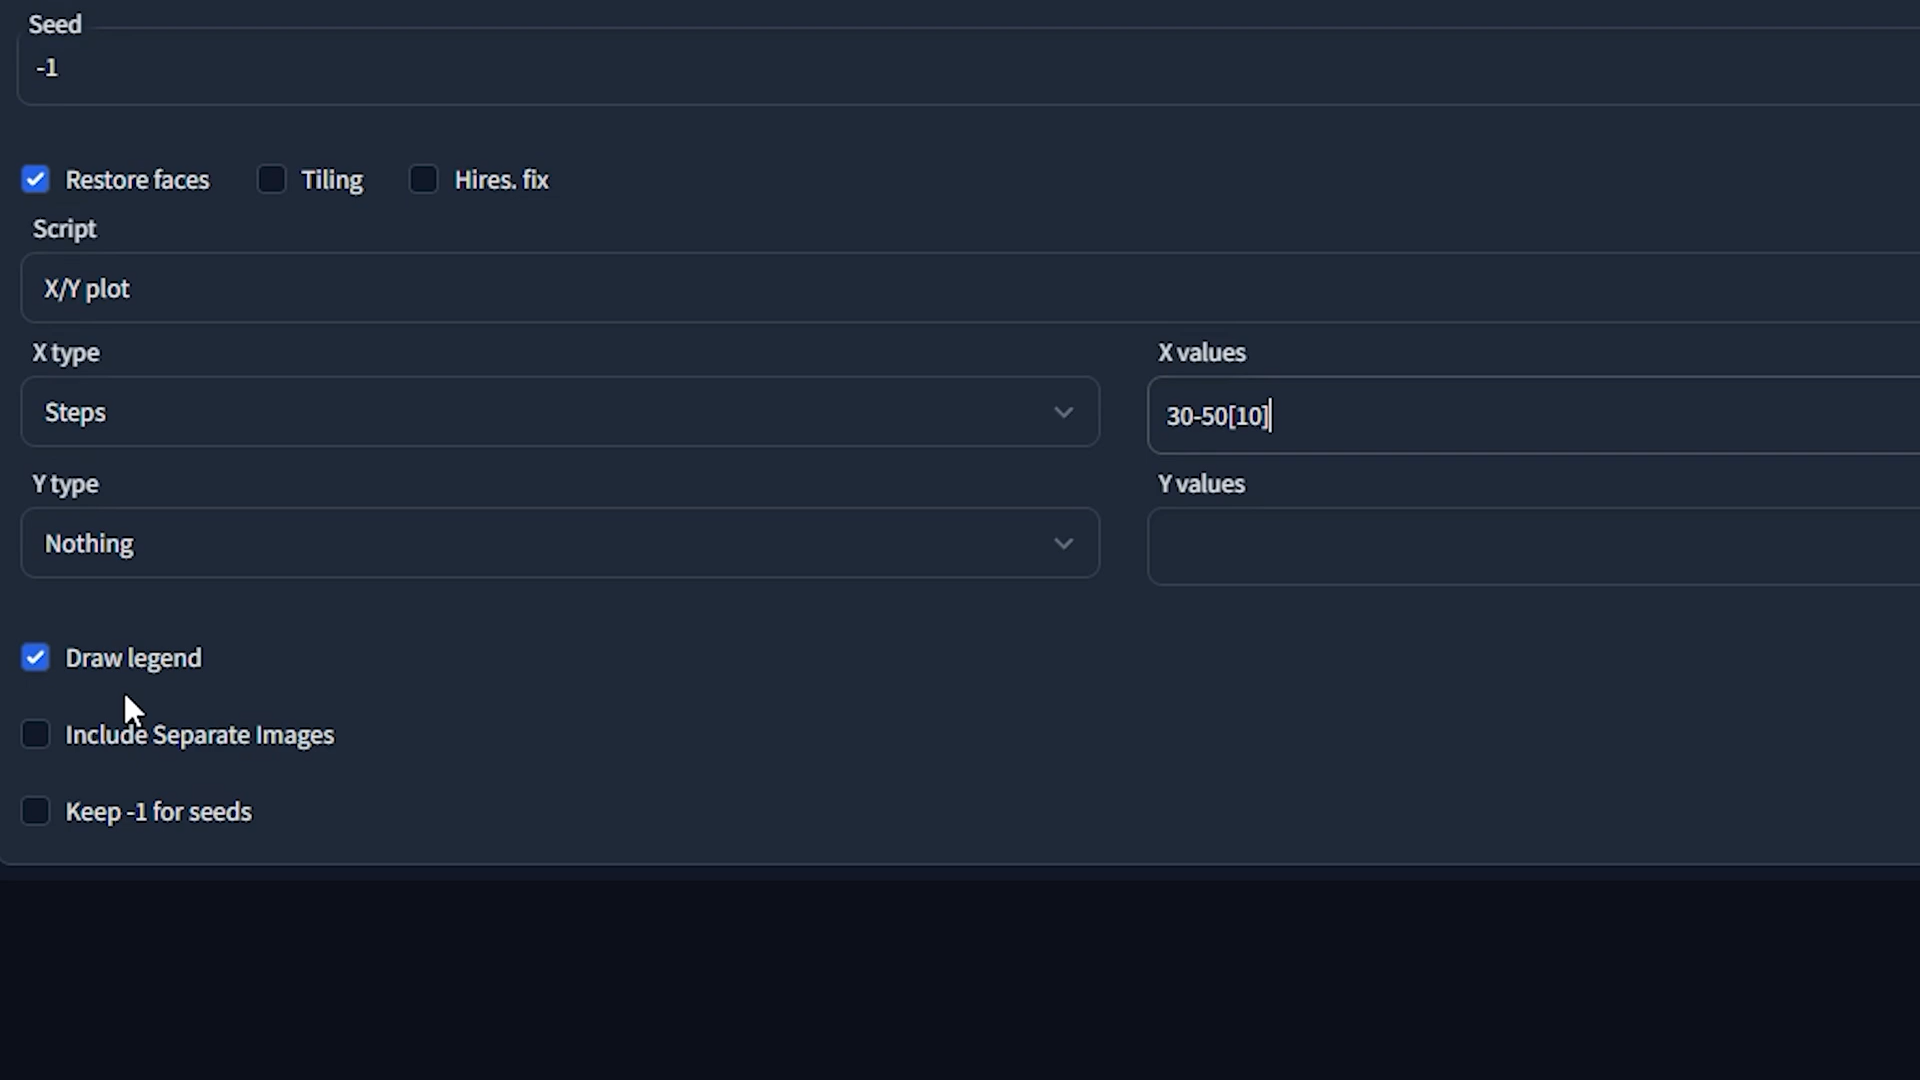 Seed
-1
Restore faces Tiling Hires. fix
Script
X/Y plot
X type X values
Steps 30-50[10]
Y type Y values
Nothing
Draw legend
Include Separate Images
Keep -1 for seeds